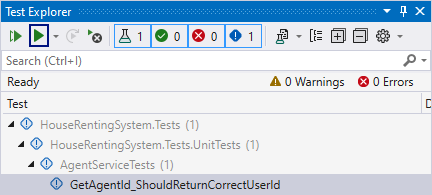 Test Explorer
1 0 0 1
Search (Ctrl+I)
Ready 0 Warnings 0 Errors
Test D
HouseRentingSystem.Tests (1)
HouseRentingSystem.Tests.UnitTests (1)
AgentServiceTests (1)
GetAgentId_ShouldReturnCorrectUserId